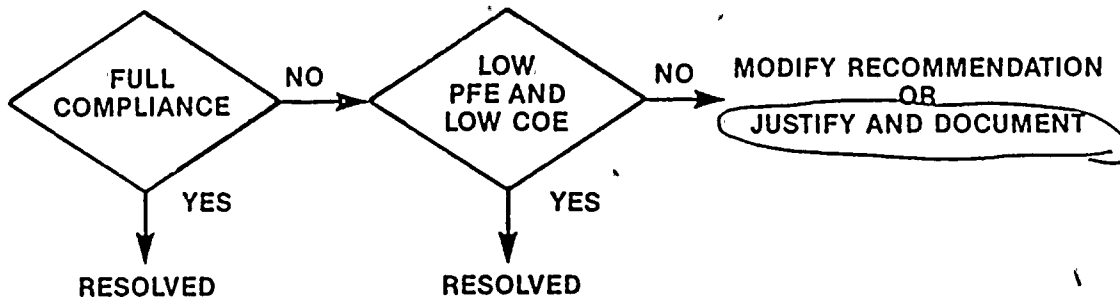 FULL
COMPLIANCE
NO
YES
RESOLVED
LOW
PFE AND
LOW COE
NO
YES
RESOLVED
MODIFY RECOMMENDATION
OR
JUSTIFY AND DOCUMENT